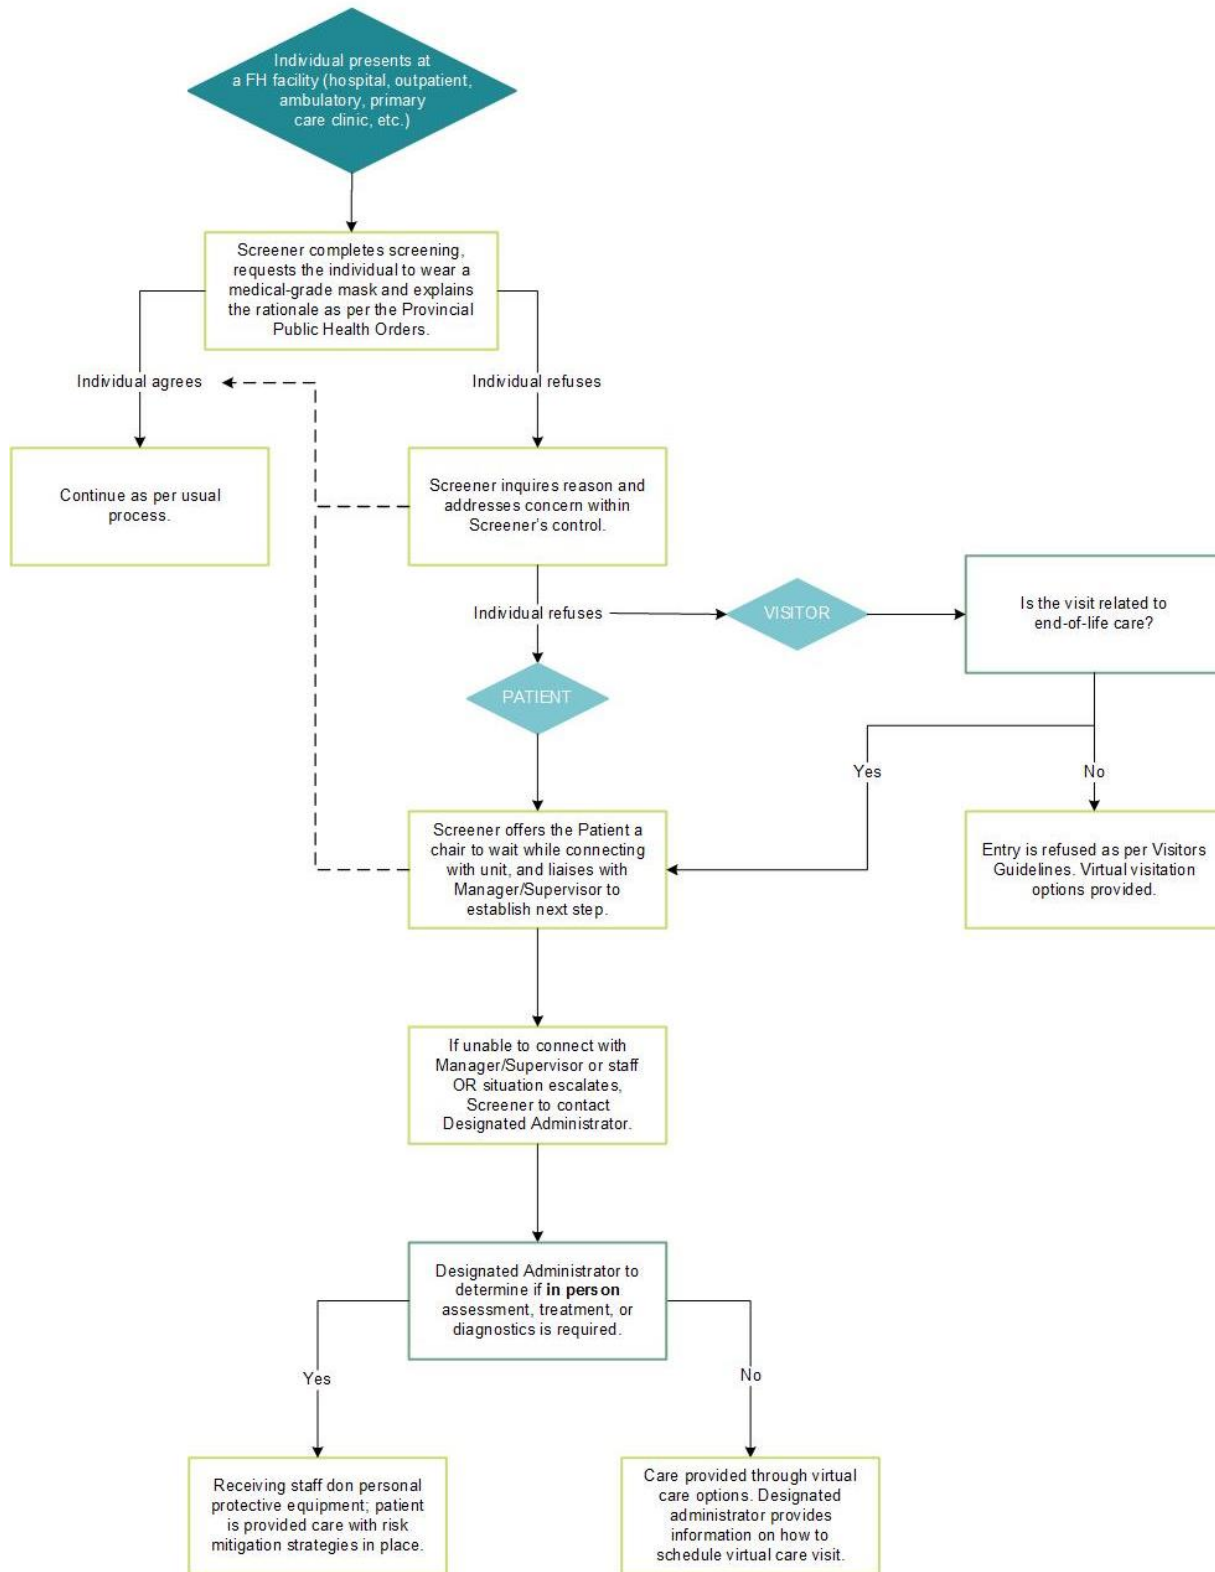 Individual presents at
a FH facility (hospital, outpatient,
ambulatory, primary
care clinic, etc.)
Screener completes screening,
requests the individual to wear a
medical-grade mask and explains
the rationale as per the Provincial
Public Health Orders.
Individual agrees
Individual refuses
Continue as per usual
process.
Screener inquires reason and
addresses concern within
Screener's control.
Individual refuses
VISITOR
Is the visit related to
end-of-life care?
PATIENT
Yes
No
Screener offers the Patient a
chair to wait while connecting
with unit, and liaises with
Manager/Supervisor to
establish next step.
Entry is refused as per Visitors
Guidelines. Virtual visitation
options provided.
If unable to connect with
Manager/Supervisor or staff
OR situation escalates,
Screener to contact
Designated Administrator.
Designated Administrator to
determine if in person
assessment, treatment, or
diagnostics is required.
Yes
No
Receiving staff don personal
protective equipment; patient
is provided care with risk
mitigation strategies in place.
Care provided through virtual
care options. Designated
administrator provides
information on how to
schedule virtual care visit.